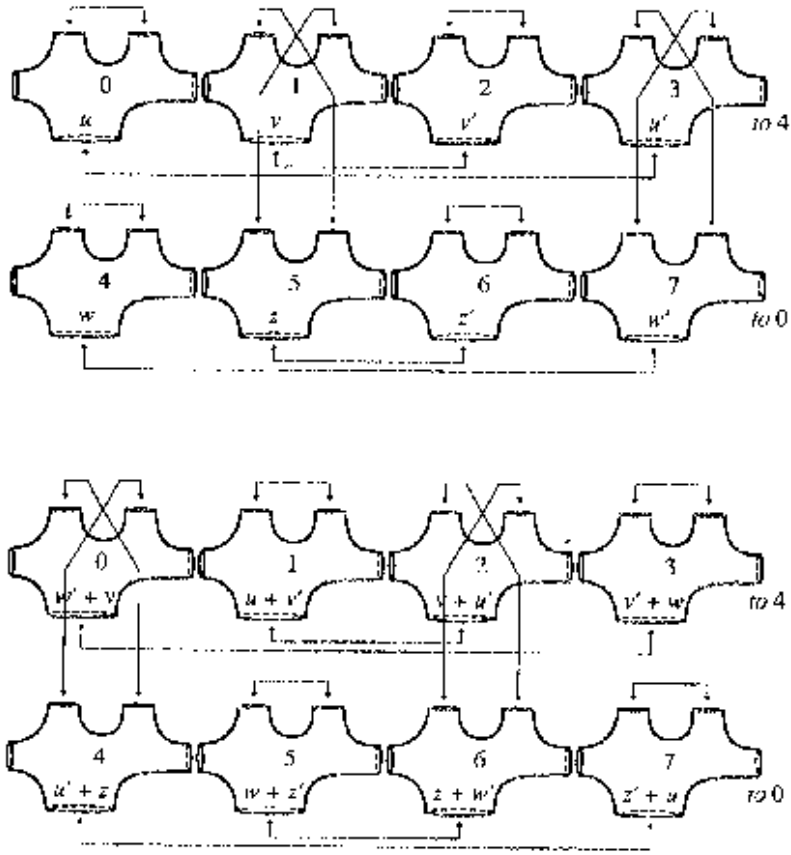 0 1 2 3
u v v' u'
to 4
4 5 6 7
w z z' w'
to 0
0 1 2 3
w' + v u + v' v + u' v' + w
to 4
4 5 6 7
u' + z w + z' z + w' z' + u
to 0